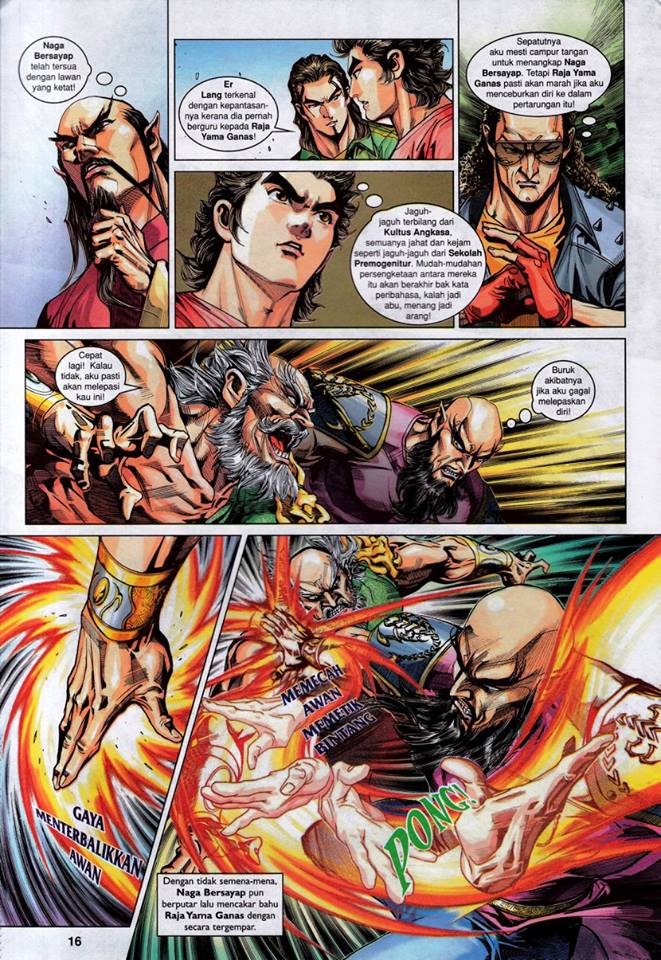 Naga
Bersayap
telah tersua
dengan lawan
yang ketat!
Er
Lang terkenal
dengan kepantasan-
nya kerana dia pernah
berguru kepada Raja
Yama Ganas!
Sepatutnya
aku mesti campur tangan
untuk menangkap Naga
Bersayap. Tetapi Raja Yama
Ganas pasti akan marah jika aku
menceburkan diri ke dalam
pertarungan itu!
Jaguh-
jaguh terbilang dari
Kultus Angkasa,
semuanya jahat dan kejam
seperti jaguh-jaguh dari Sekolah
Premogenitur. Mudah-mudahan
persengketaan antara mereka
itu akan berakhir bak kata
peribahasa, kalah jadi
abu, menang jadi
arang!
Cepat
lagi! Kalau
tidak, aku pasti
akan melepasi
kau ini!
Buruk
akibatnya
jika aku gagal
melepaskan
diri!
GAYA
MENTERBALIKKAN
AWAN
MEMECAH
AWAN
MEMETIK
BINTANG
PONG!
Dengan tidak semena-mena,
Naga Bersayap pun
berputar lalu mencakar bahu
Raja Yama Ganas dengan
secara tergempar.
16